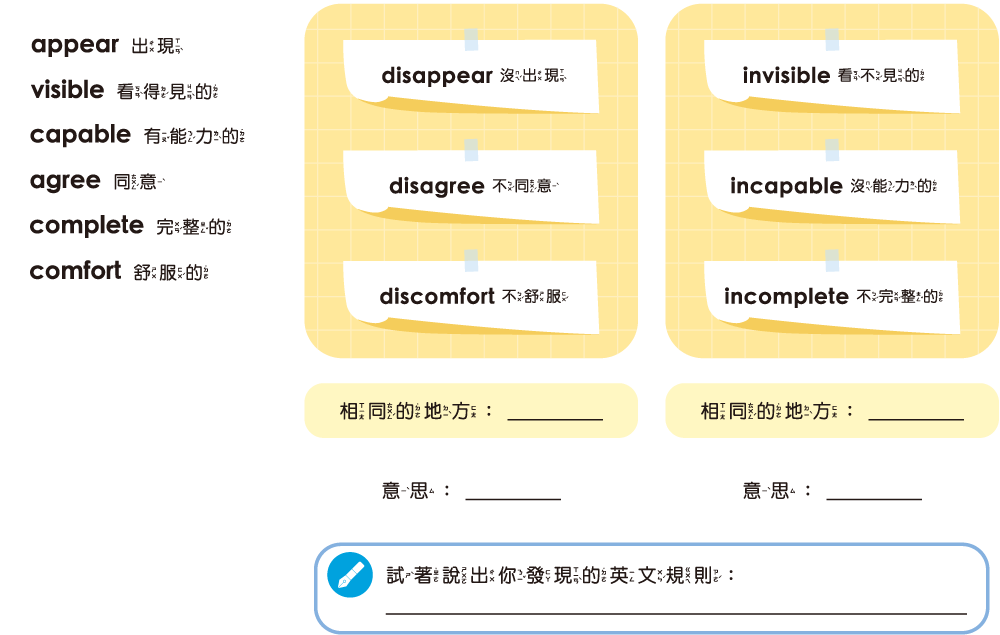 appear 出現
visible 看得見的
capable 有能力的
agree 同意
complete 完整的
comfort 舒服的
disappear 沒出現
disagree 不同意
discomfort 不舒服
相同的地方：
意思：
invisible 看不見的
incapable 沒能力的
incomplete 不完整的
相同的地方：
意思：
試著說出你發現的英文規則：